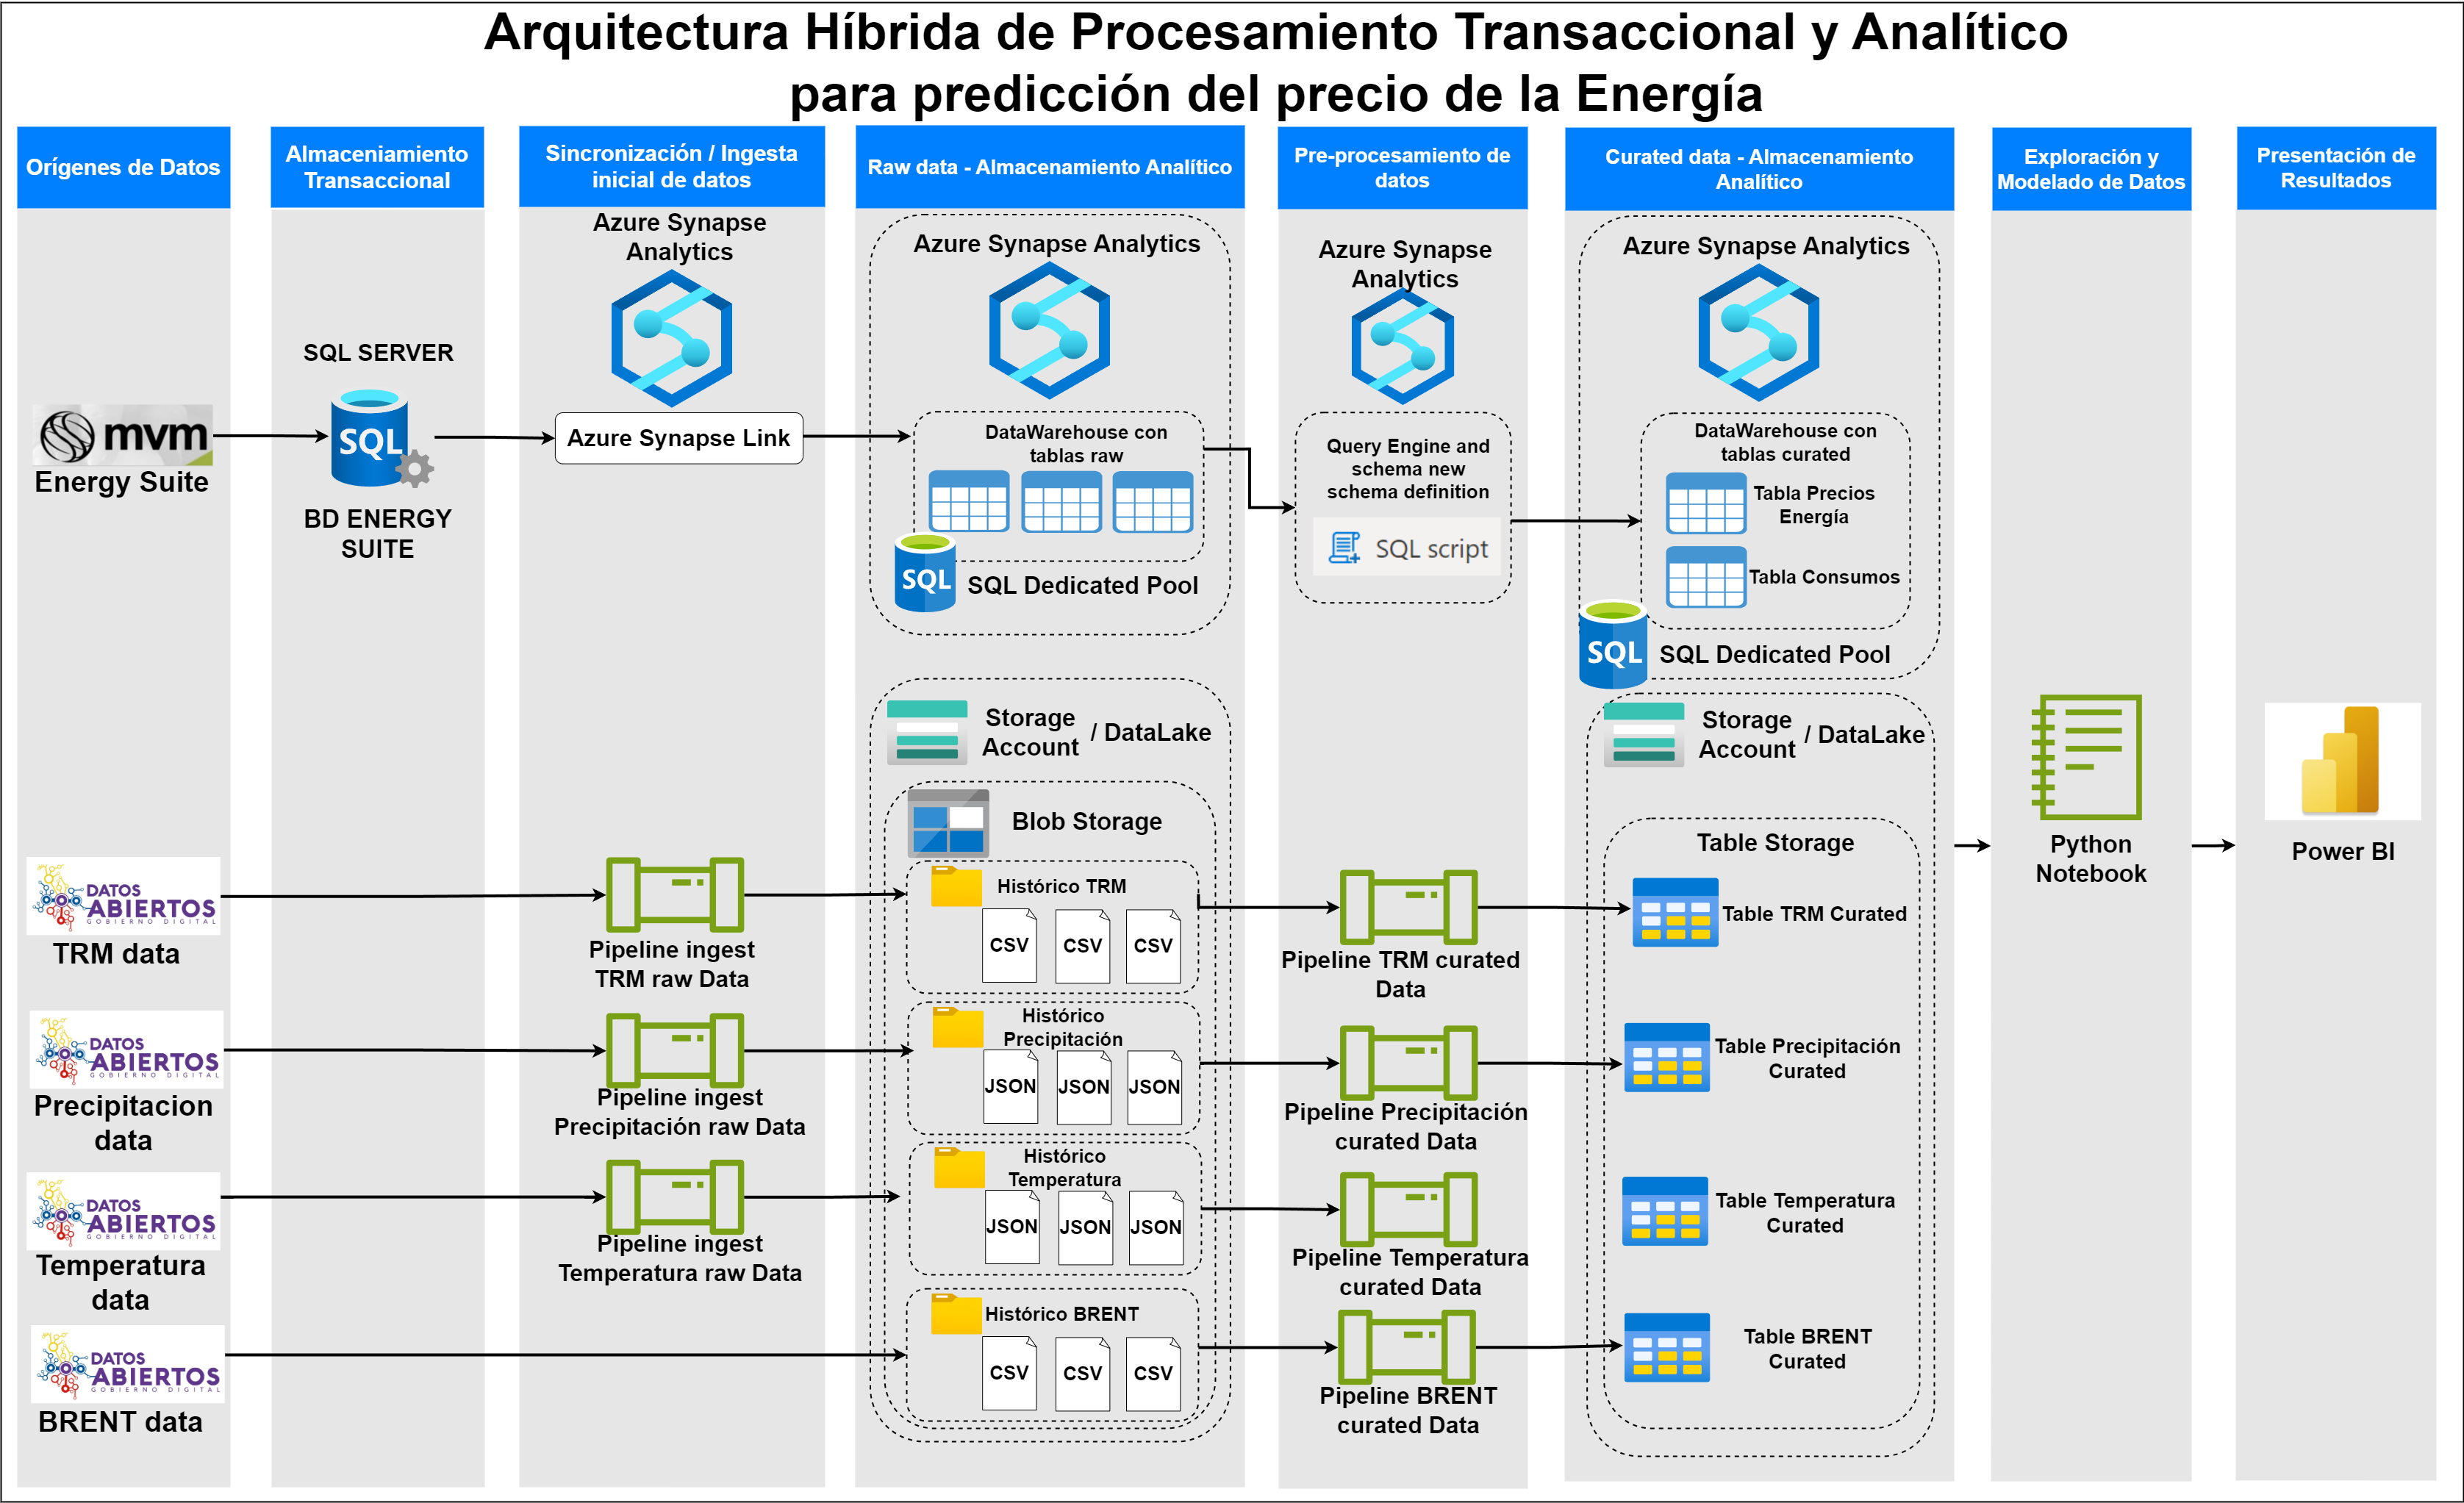 Arquitectura Híbrida de Procesamiento Transaccional y Analítico
para predicción del precio de la Energía
Orígenes de Datos
Almaceniamiento
Transaccional
Sincronización / Ingesta
inicial de datos
Raw data - Almacenamiento Analítico
Pre-procesamiento de
datos
Curated data - Almacenamiento
Analítico
Exploración y
Modelado de Datos
Presentación de
Resultados
mvm
Energy Suite
SQL SERVER
SQL
BD ENERGY
SUITE
Azure Synapse
Analytics
Azure Synapse Link
Azure Synapse Analytics
DataWarehouse con
tablas raw
SQL
SQL Dedicated Pool
Azure Synapse
Analytics
Query Engine and
schema new
schema definition
SQL script
Azure Synapse Analytics
DataWarehouse con
tablas curated
Tabla Precios
Energía
Tabla Consumos
SQL
SQL Dedicated Pool
Storage
Account
/ DataLake
Blob Storage
Storage
Account
/ DataLake
Table Storage
DATOS
ABIERTOS
GOBIERNO DIGITAL
TRM data
Pipeline ingest
TRM raw Data
Histórico TRM
CSV
CSV
CSV
Pipeline TRM curated
Data
Table TRM Curated
DATOS
ABIERTOS
GOBIERNO DIGITAL
Precipitacion
data
Pipeline ingest
Precipitación raw Data
Histórico
Precipitación
JSON
JSON
JSON
Pipeline Precipitación
curated Data
Table Precipitación
Curated
DATOS
ABIERTOS
GOBIERNO DIGITAL
Temperatura
data
Pipeline ingest
Temperatura raw Data
Histórico
Temperatura
JSON
JSON
JSON
Pipeline Temperatura
curated Data
Table Temperatura
Curated
DATOS
ABIERTOS
GOBIERNO DIGITAL
BRENT data
Histórico BRENT
CSV
CSV
CSV
Pipeline BRENT
curated Data
Table BRENT
Curated
Python
Notebook
Power BI